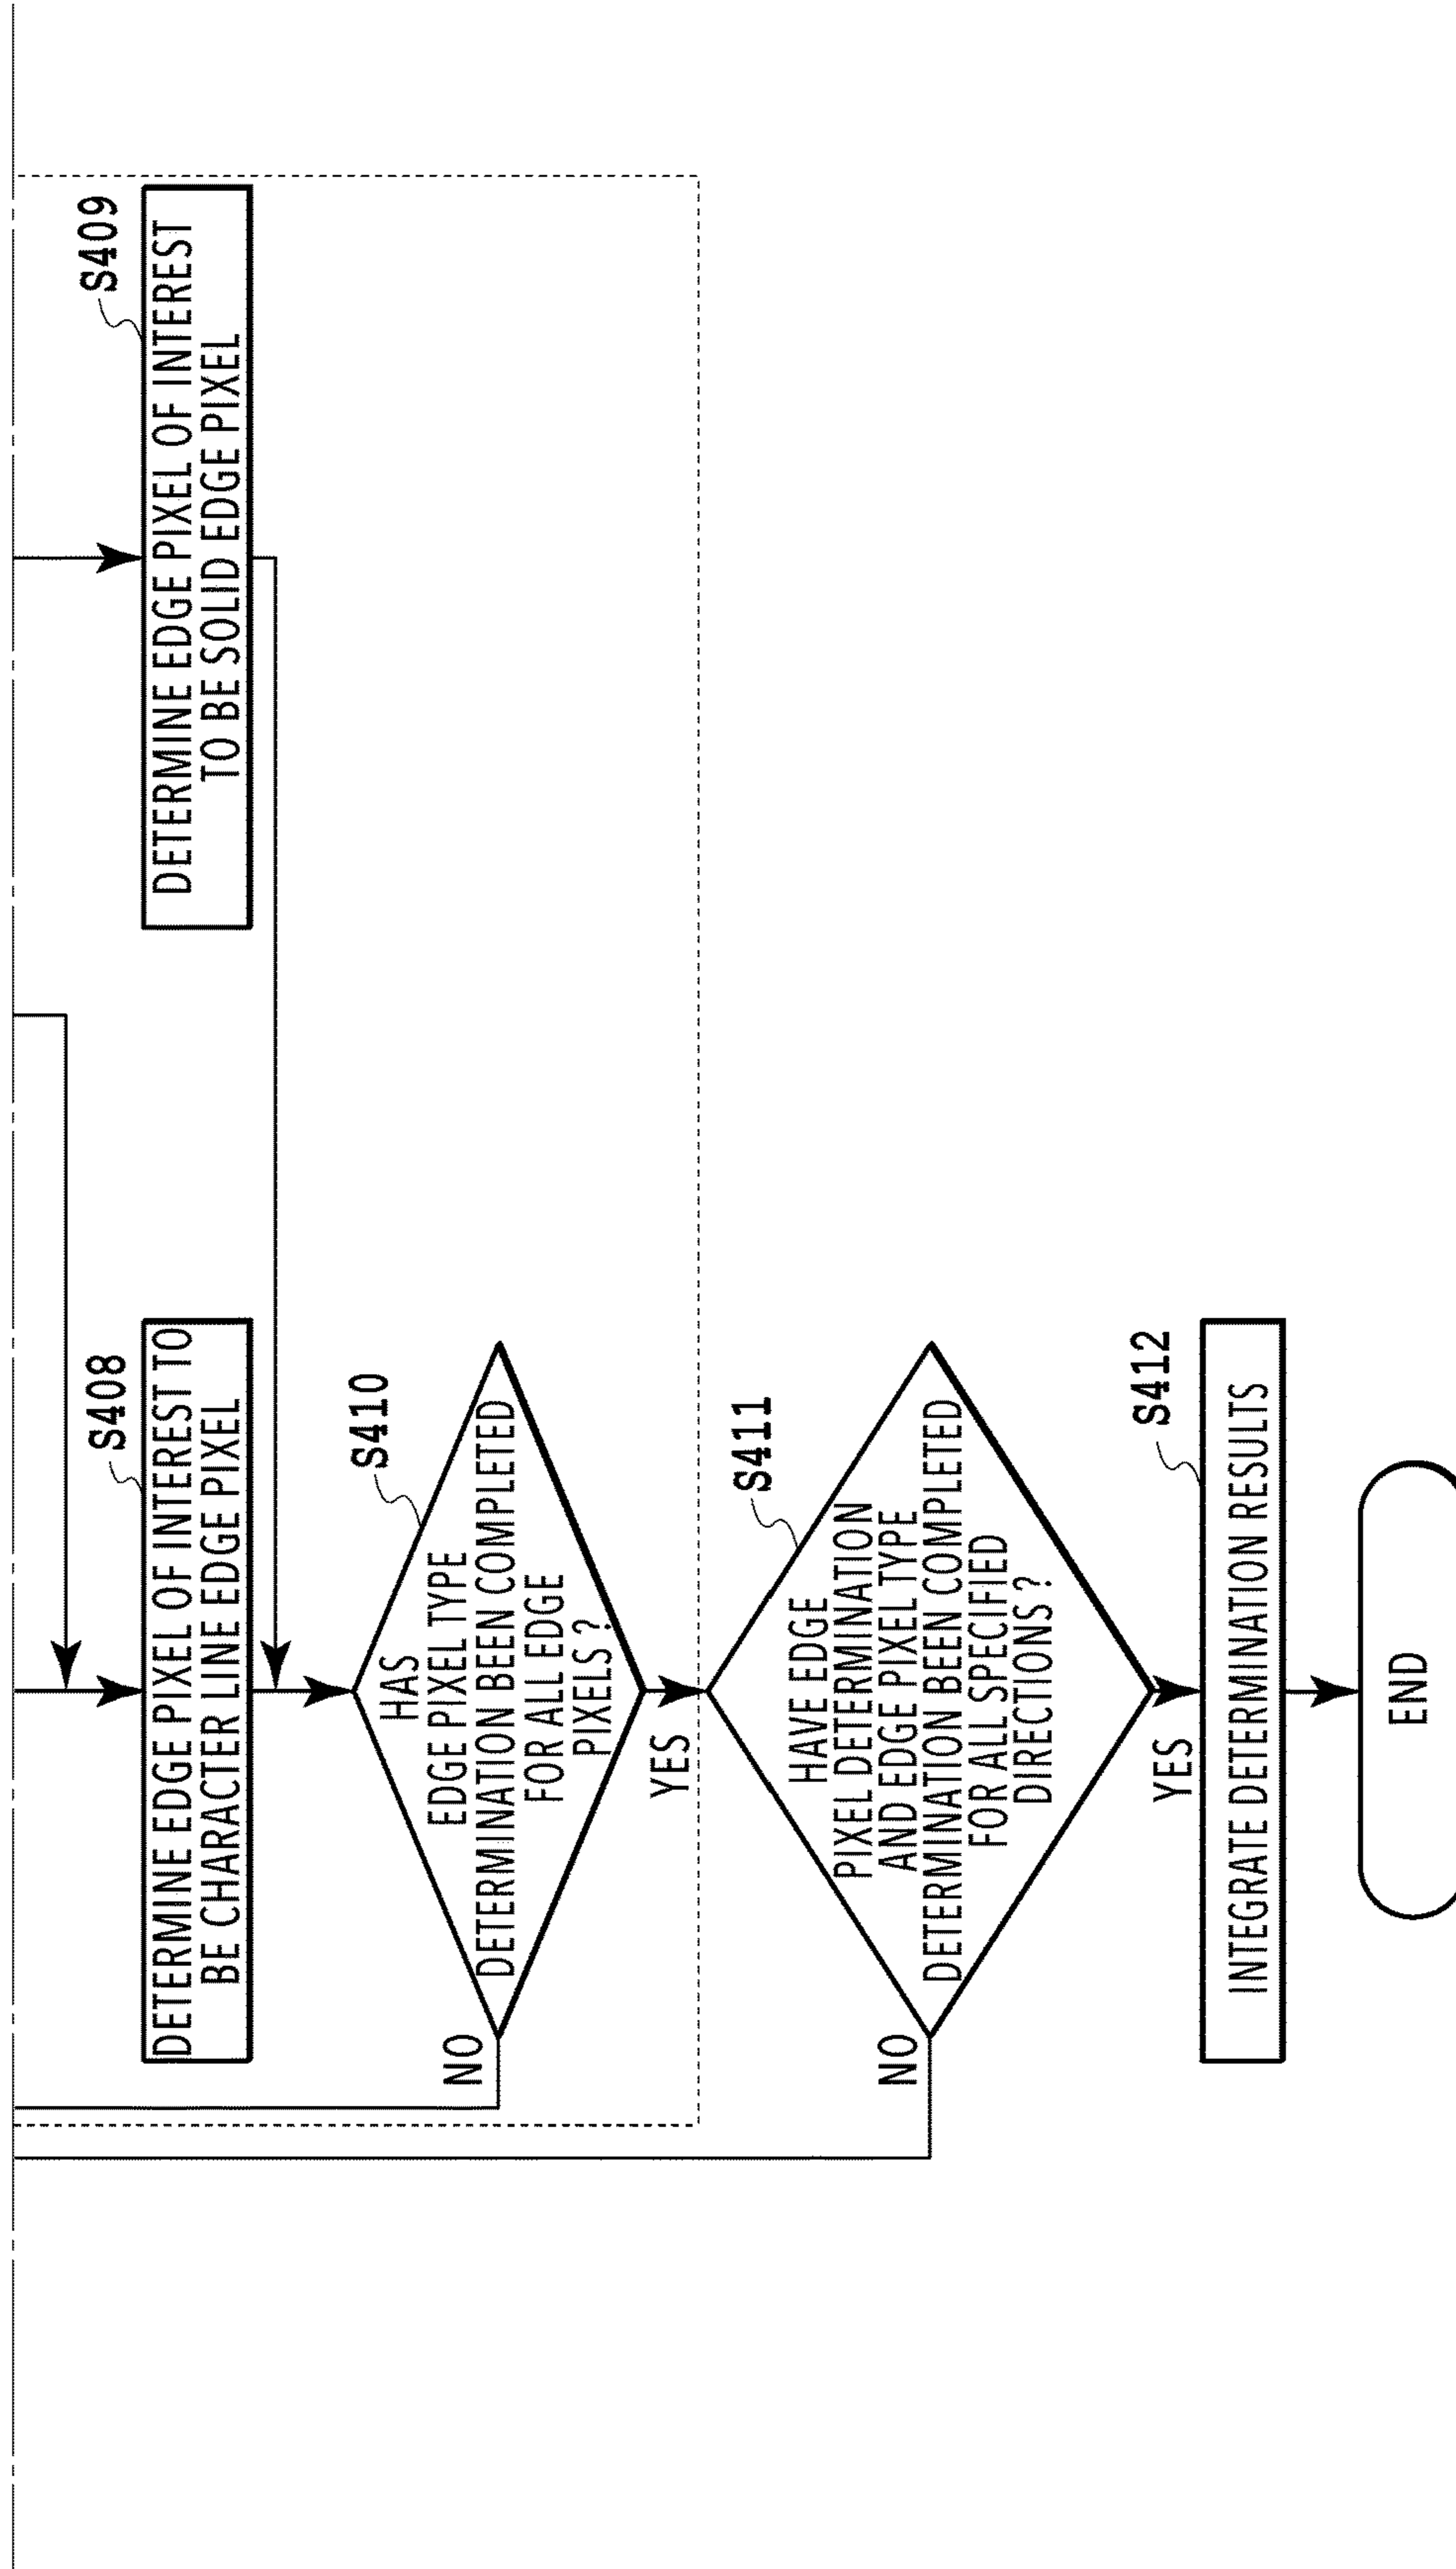 S408
DETERMINE EDGE PIXEL OF INTEREST TO
BE CHARACTER LINE EDGE PIXEL
S409
DETERMINE EDGE PIXEL OF INTEREST
TO BE SOLID EDGE PIXEL
S410
HAS
EDGE PIXEL TYPE
DETERMINATION BEEN COMPLETED
FOR ALL EDGE
PIXELS ?
NO
YES
S411
HAVE EDGE
PIXEL DETERMINATION
AND EDGE PIXEL TYPE
DETERMINATION BEEN COMPLETED
FOR ALL SPECIFIED
DIRECTIONS ?
NO
YES
S412
INTEGRATE DETERMINATION RESULTS
END